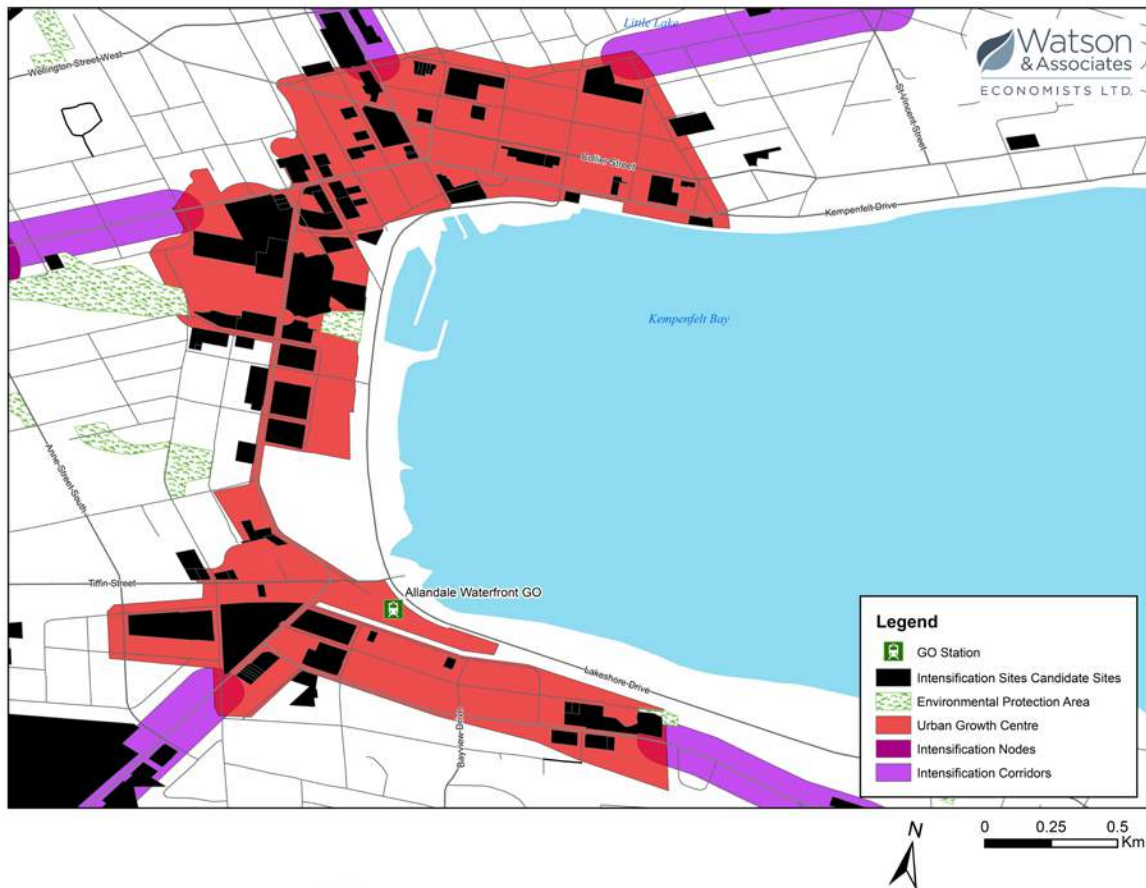 Little Lake
Watson
& Associates
ECONOMISTS LTD.
Wellington-Street-West
St-Vincent-Street
Collier-Street
Kempenfelt-Drive
Kempenfelt Bay
Anne-Street-South
Tiffin-Street
Allandale Waterfront GO
Lakeshore-Drive
Bayview-Drive
Legend
GO Station
Intensification Sites Candidate Sites
Environmental Protection Area
Urban Growth Centre
Intensification Nodes
Intensification Corridors
N
0 0.25 0.5
Km